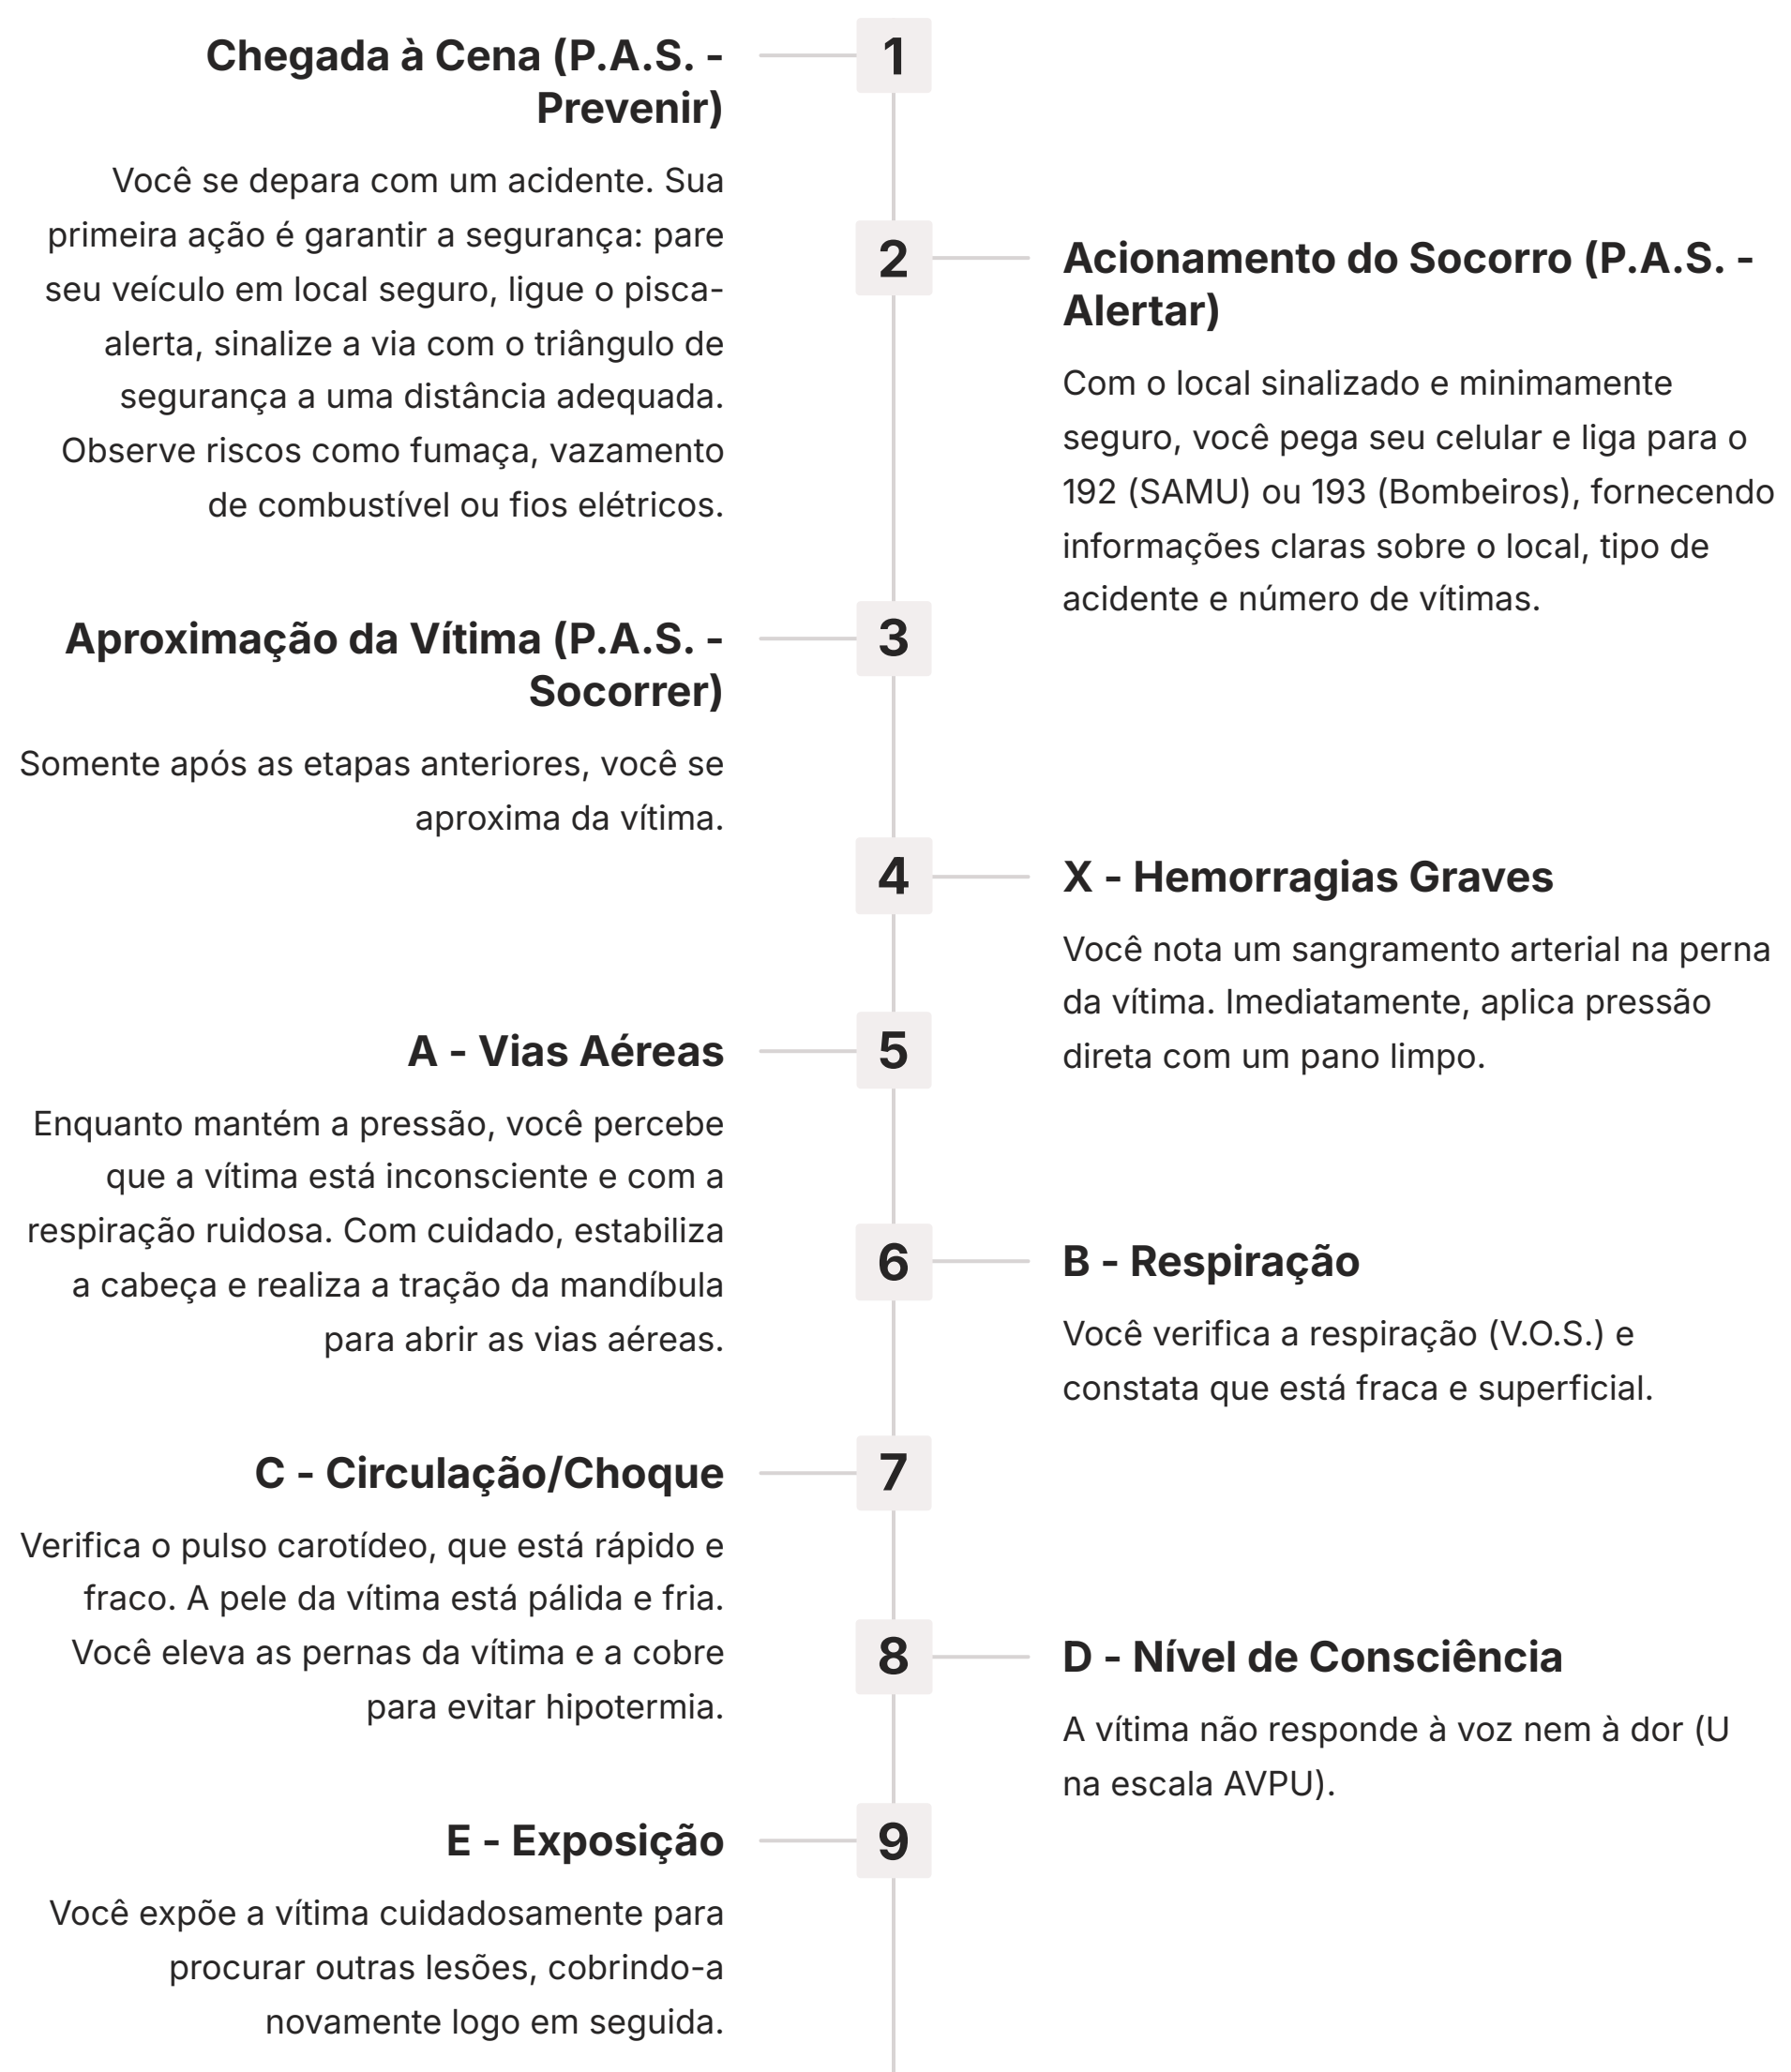 1
Chegada à Cena (P.A.S. -
Prevenir)
Você se depara com um acidente. Sua
primeira ação é garantir a segurança: pare
seu veículo em local seguro, ligue o pisca-
alerta, sinalize a via com o triângulo de
segurança a uma distância adequada.
Observe riscos como fumaça, vazamento
de combustível ou fios elétricos.
2
Acionamento do Socorro (P.A.S. -
Alertar)
Com o local sinalizado e minimamente
seguro, você pega seu celular e liga para o
192 (SAMU) ou 193 (Bombeiros), fornecendo
informações claras sobre o local, tipo de
acidente e número de vítimas.
3
Aproximação da Vítima (P.A.S. -
Socorrer)
Somente após as etapas anteriores, você se
aproxima da vítima.
4
X - Hemorragias Graves
Você nota um sangramento arterial na perna
da vítima. Imediatamente, aplica pressão
direta com um pano limpo.
5
A - Vias Aéreas
Enquanto mantém a pressão, você percebe
que a vítima está inconsciente e com a
respiração ruidosa. Com cuidado, estabiliza
a cabeça e realiza a tração da mandíbula
para abrir as vias aéreas.
6
B - Respiração
Você verifica a respiração (V.O.S.) e
constata que está fraca e superficial.
7
C - Circulação/Choque
Verifica o pulso carotídeo, que está rápido e
fraco. A pele da vítima está pálida e fria.
Você eleva as pernas da vítima e a cobre
para evitar hipotermia.
8
D - Nível de Consciência
A vítima não responde à voz nem à dor (U
na escala AVPU).
9
E - Exposição
Você expõe a vítima cuidadosamente para
procurar outras lesões, cobrindo-a
novamente logo em seguida.